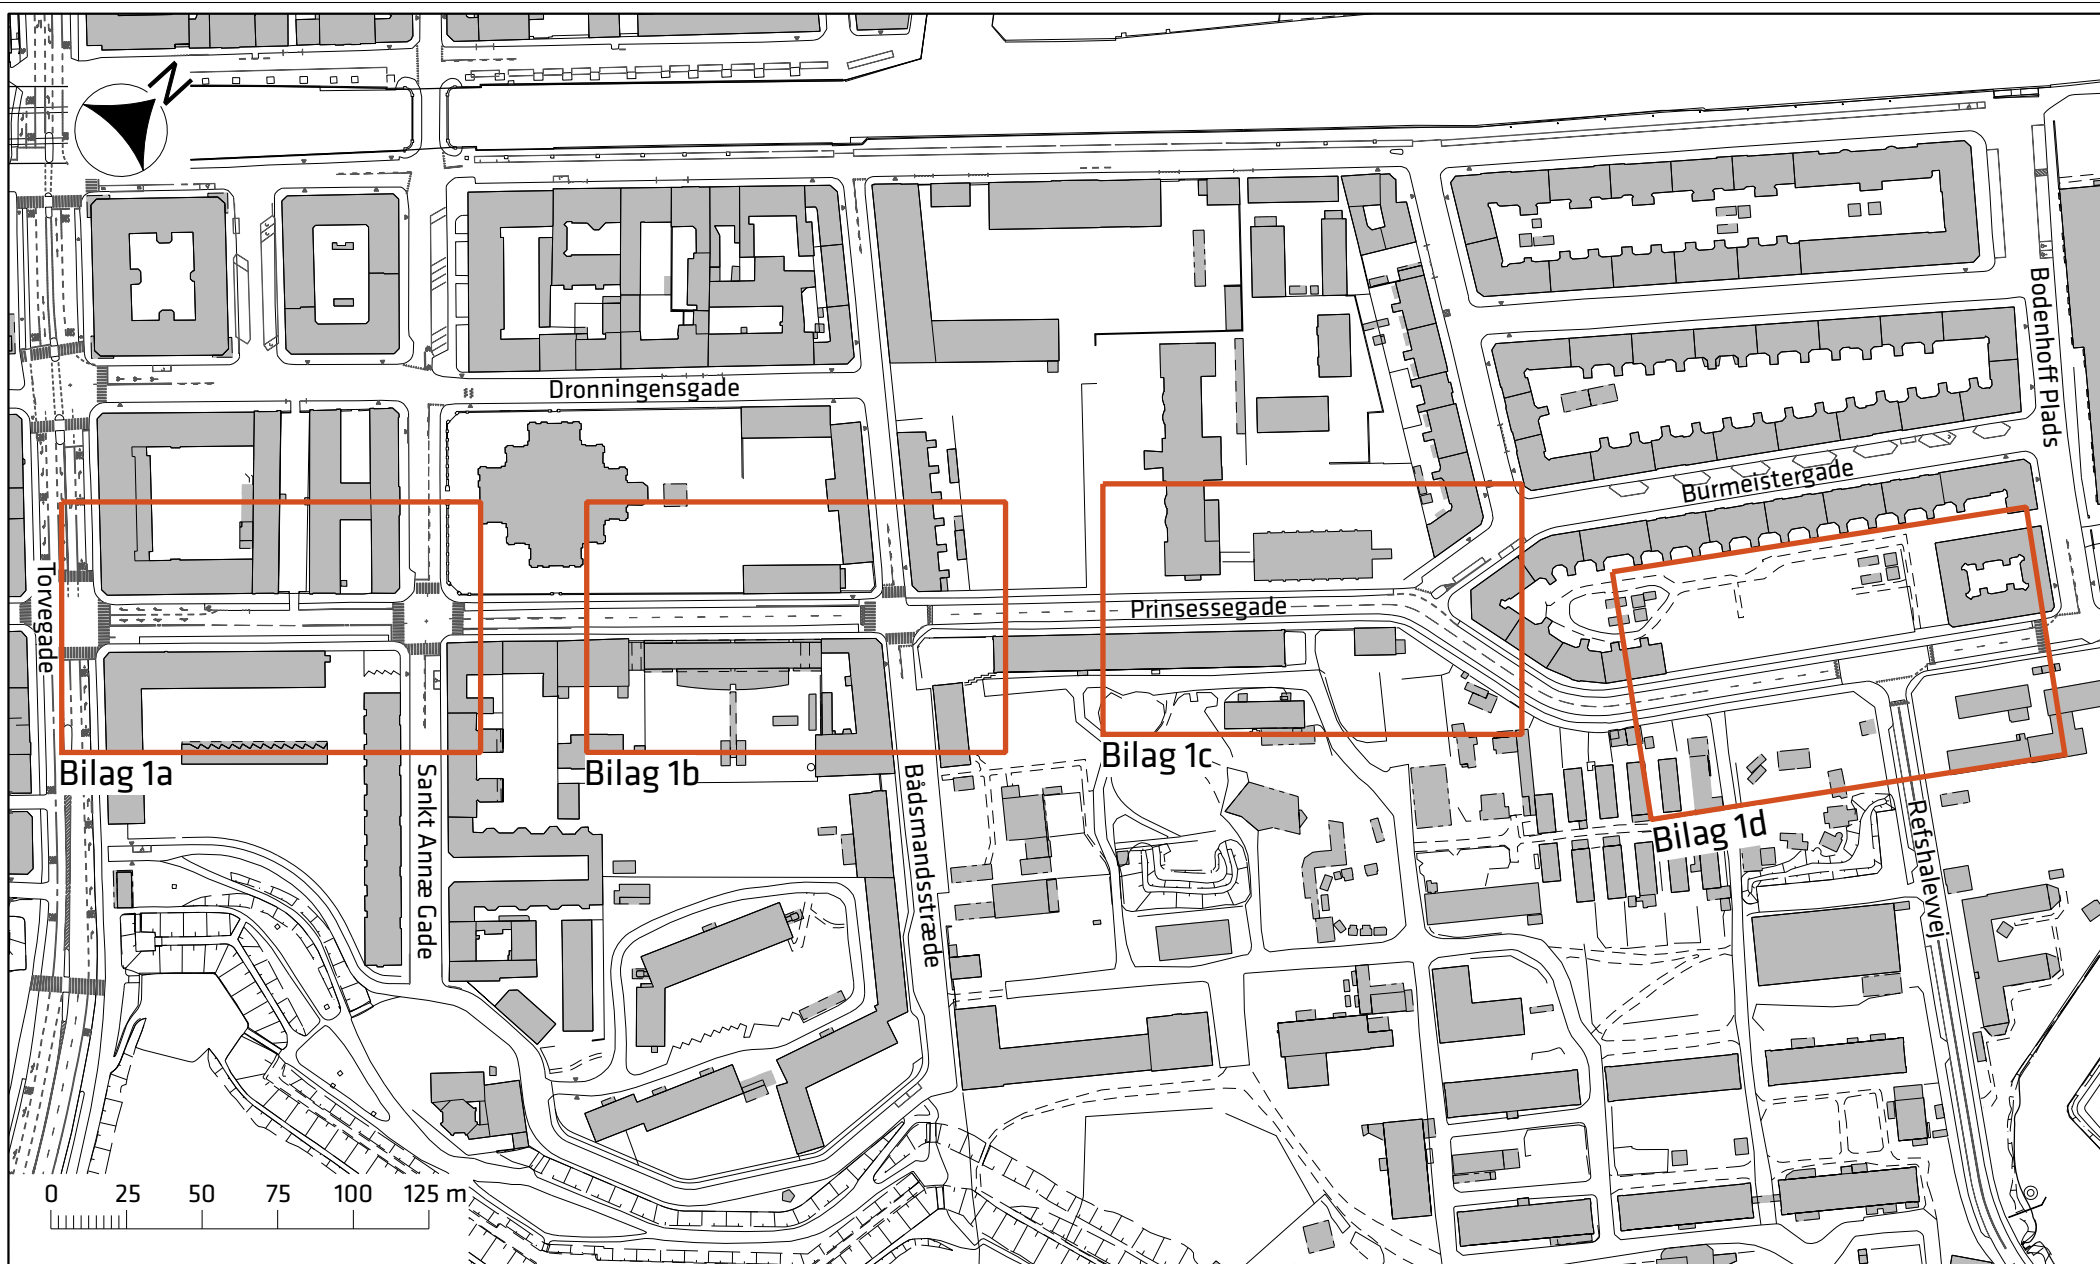 N
Dronningensgade
Bodenhoff Plads
Burmeistergade
Torvegade
Prinsessegade
Bilag 1a
Bilag 1b
Bilag 1c
Bilag 1d
Sankt Annæ Gade
Bådsmandsstræde
Refshalevej
0 25 50 75 100 125 m